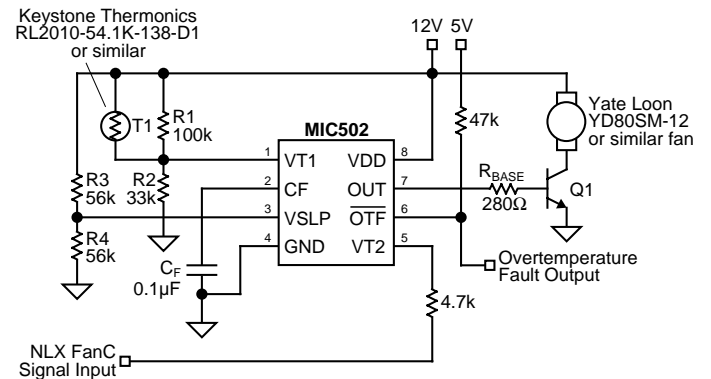 Keystone Thermonics
RL2010-54.1K-138-D1
or similar
12V 5V
T1
R1
100k
47k
Yate Loon
YD80SM-12
or similar fan
MIC502
1 VT1 VDD 8
R3
56k
R2
33k
2 CF OUT 7
RBASE
280Ω
Q1
3 VSLP OTF 6
R4
56k
4 GND VT2 5
CF
0.1µF
Overtemperature
Fault Output
4.7k
NLX FanC
Signal Input